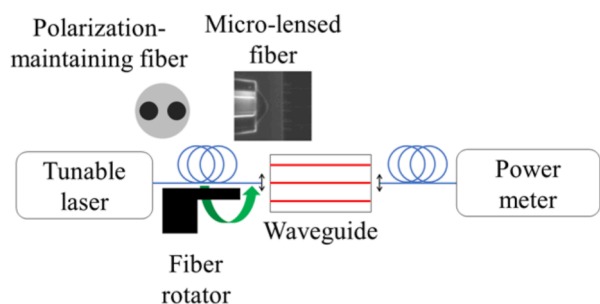 Polarization-
maintaining fiber
Micro-lensed
fiber
Tunable
laser
Waveguide
Power
meter
Fiber
rotator